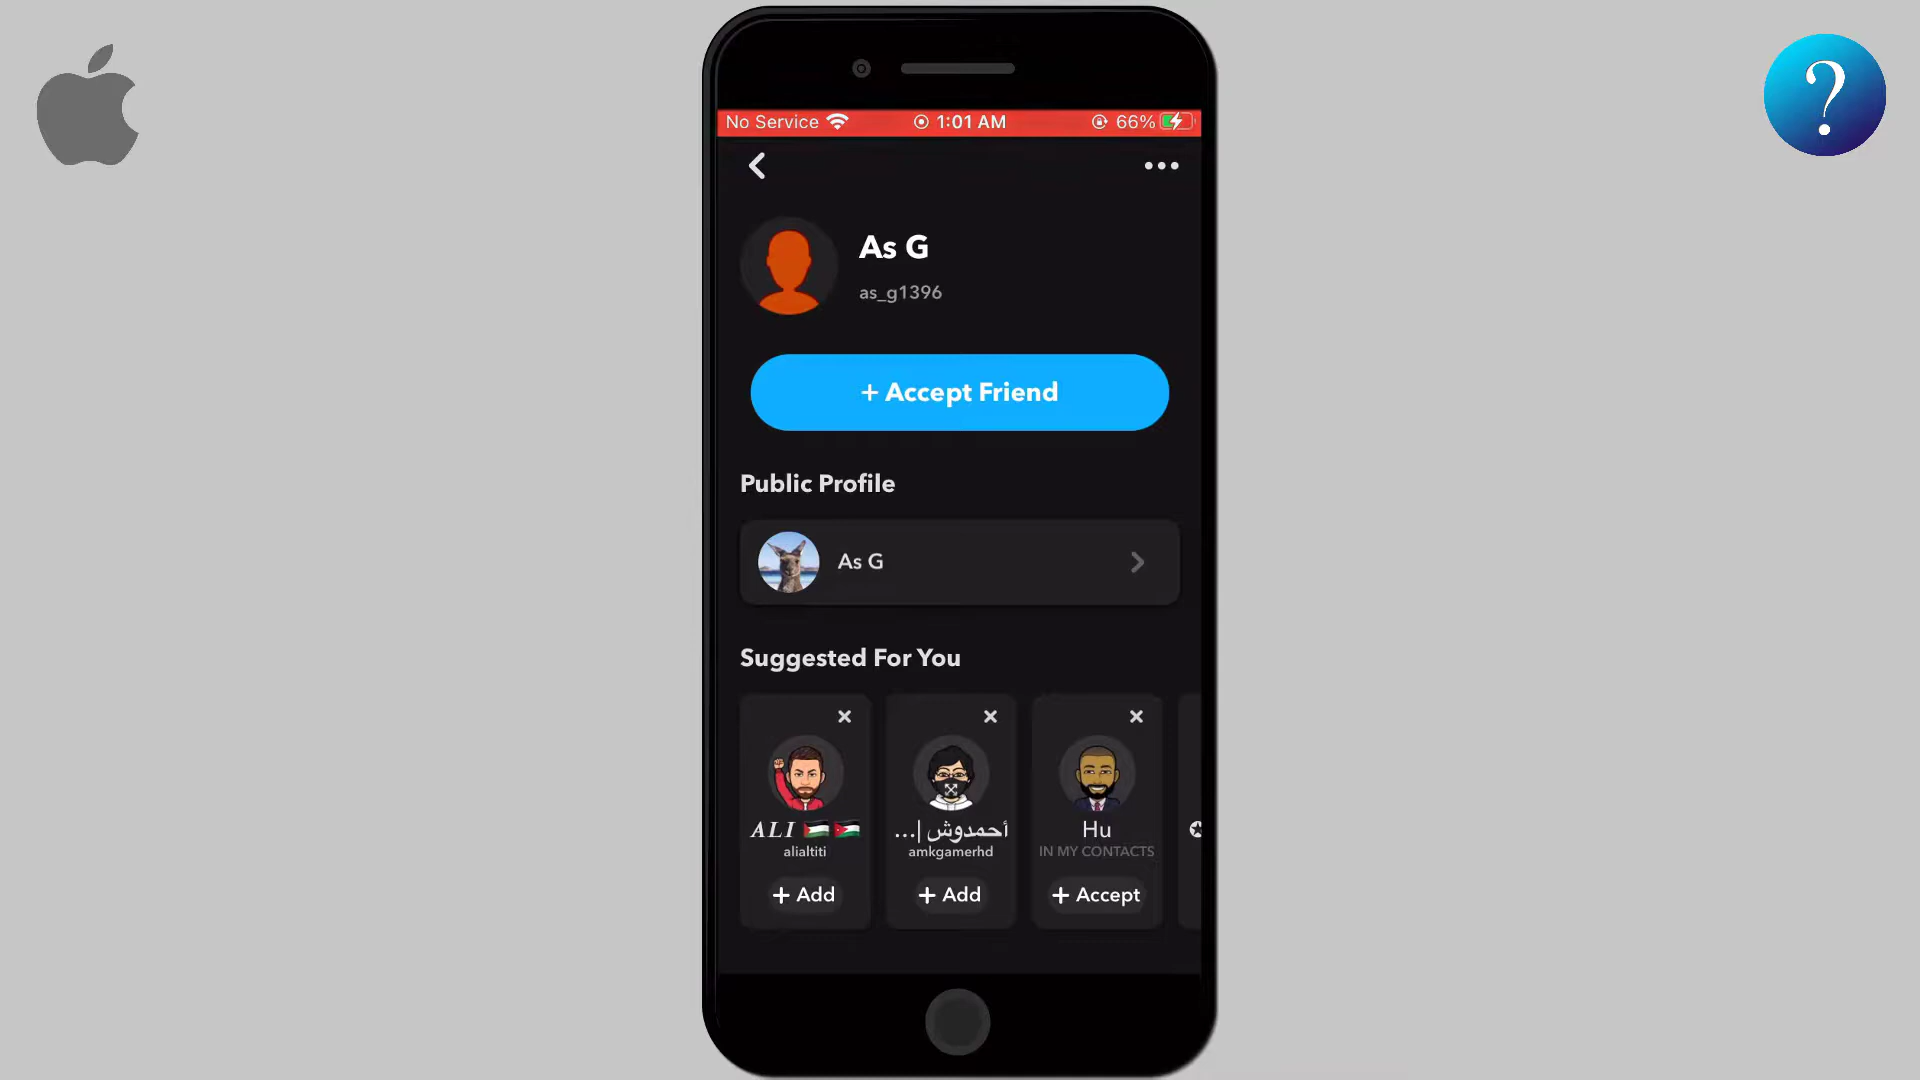 ?
No Service 1:01 AM 66%
As G
as_g1396
+ Accept Friend
Public Profile
As G
Suggested For You
ALI 🇵🇸 🇯🇴
alialtiti
+ Add
أحمدوش |...
amkgamerhd
+ Add
Hu
IN MY CONTACTS
+ Accept